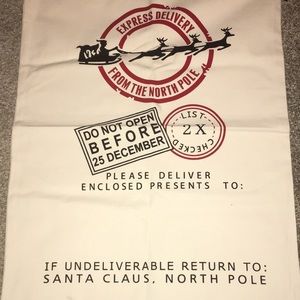 EXPRESS DELIVERY
FROM THE NORTH POLE
DO NOT OPEN
BEFORE
25 DECEMBER
LIST
2 X
CHECKED
PLEASE DELIVER
ENCLOSED PRESENTS TO:
IF UNDELIVERABLE RETURN TO:
SANTA CLAUS, NORTH POLE